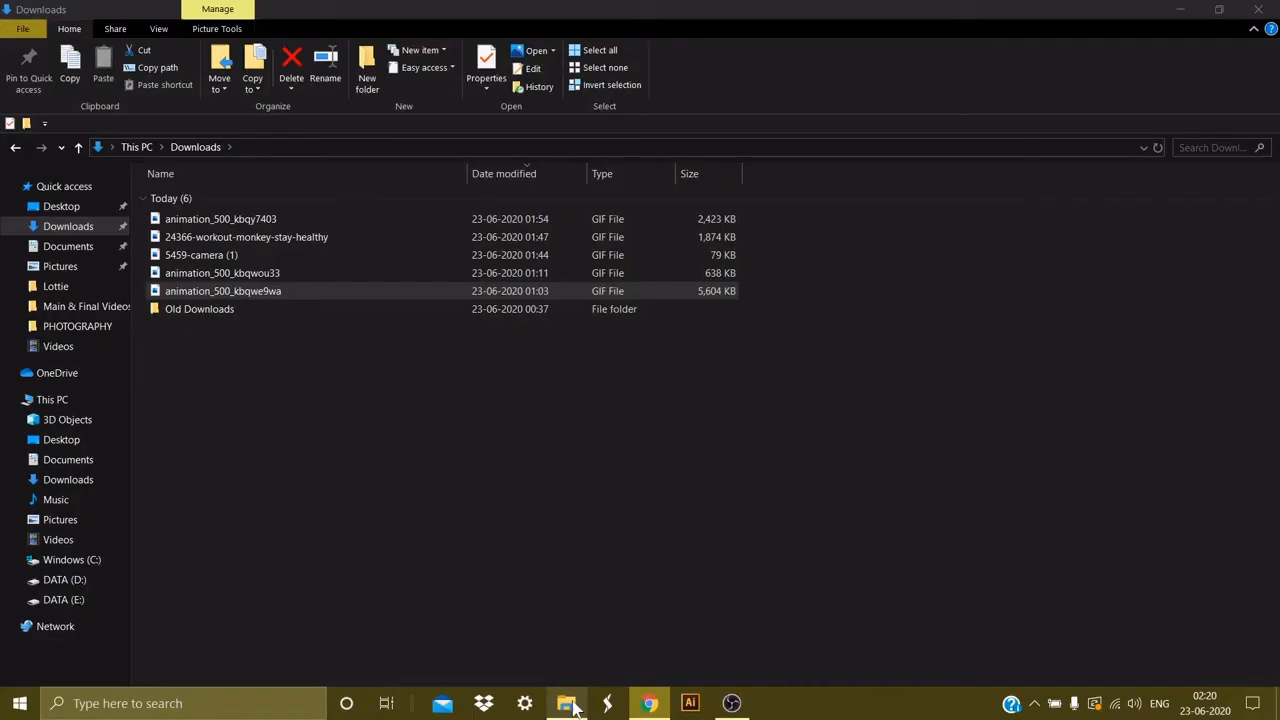 Downloads
Manage
File
Home
Share
View
Picture Tools
Pin to Quick access
Copy
Paste
Cut
Copy path
Paste shortcut
Clipboard
Move to
Copy to
Delete
Rename
Organize
New folder
New item
Easy access
New
Properties
Open
Edit
History
Open
Select all
Select none
Invert selection
Select
This PC > Downloads >
Search Downl...
Name Date modified Type Size
Quick access
Desktop
Downloads
Documents
Pictures
Lottie
Main & Final Videos
PHOTOGRAPHY
Videos
OneDrive
This PC
3D Objects
Desktop
Documents
Downloads
Music
Pictures
Videos
Windows (C:)
DATA (D:)
DATA (E:)
Network
Today (6)
animation_500_kbqy7403 23-06-2020 01:54 GIF File 2,423 KB
24366-workout-monkey-stay-healthy 23-06-2020 01:47 GIF File 1,874 KB
5459-camera (1) 23-06-2020 01:44 GIF File 79 KB
animation_500_kbqwou33 23-06-2020 01:11 GIF File 638 KB
animation_500_kbqwe9wa 23-06-2020 01:03 GIF File 5,604 KB
Old Downloads 23-06-2020 00:37 File folder
Type here to search
Ai
ENG
02:20
23-06-2020